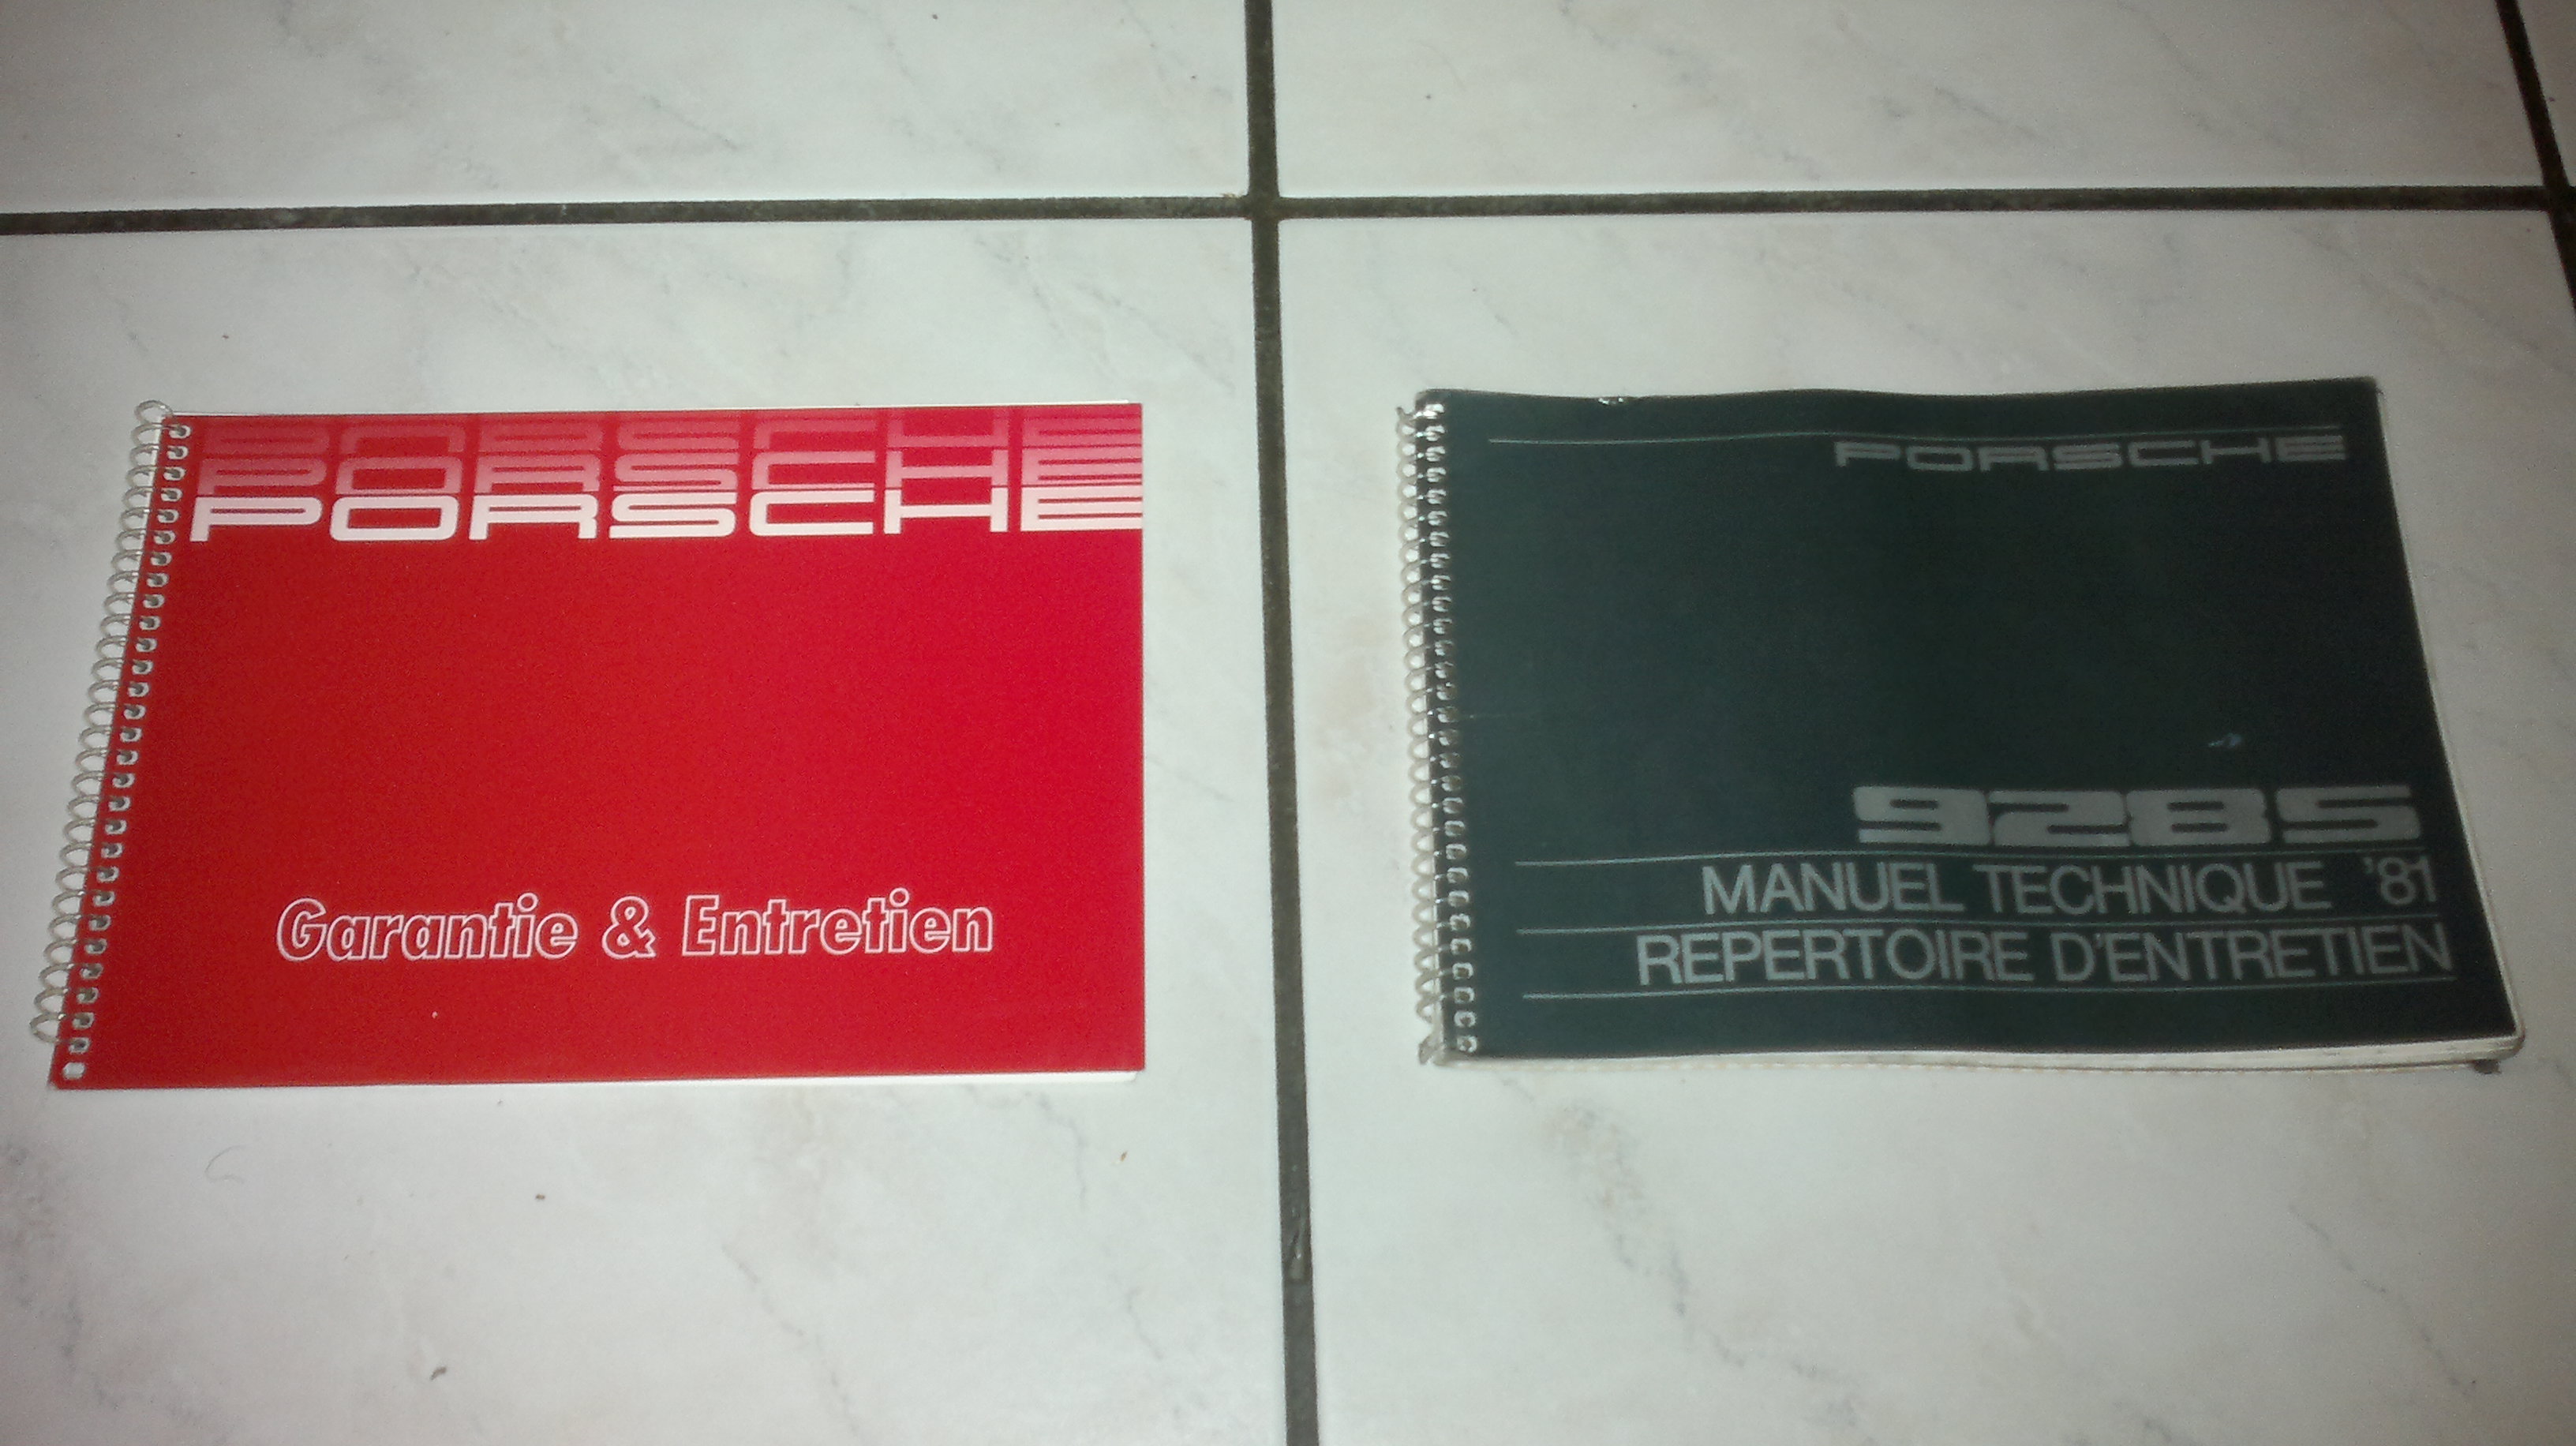 PORSCHE
PORSCHE
PORSCHE
Garantie & Entretien
PORSCHE
928S
MANUEL TECHNIQUE '81
REPERTOIRE D'ENTRETIEN